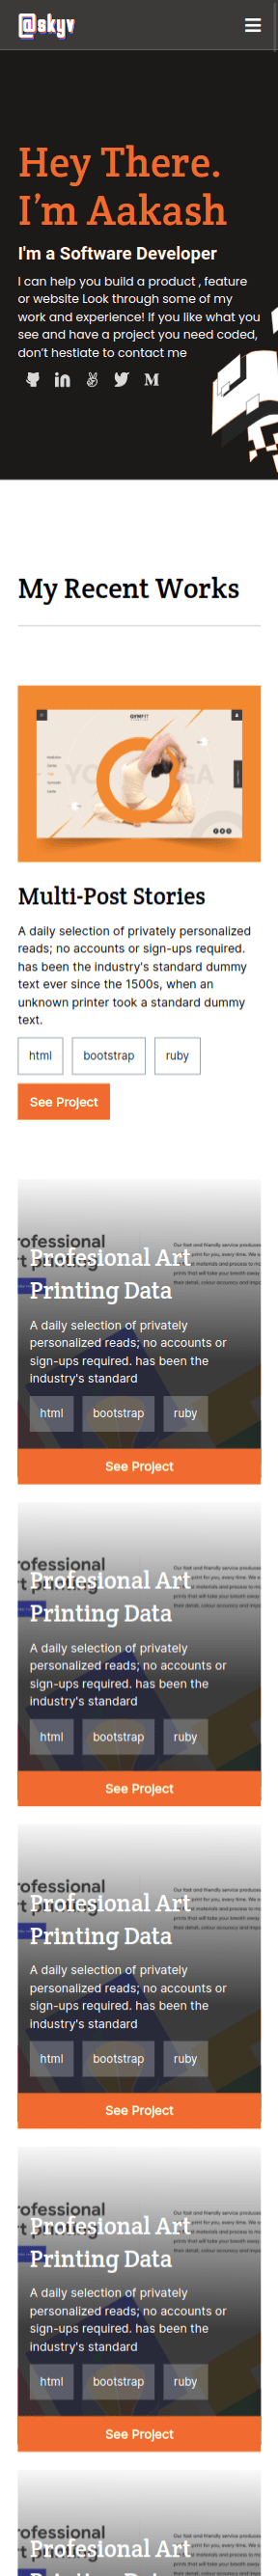 @skyv
Hey There.
I'm Aakash
I'm a Software Developer
I can help you build a product , feature
or website Look through some of my
work and experience! If you like what you
see and have a project you need coded,
don't hestiate to contact me
My Recent Works
Multi-Post Stories
A daily selection of privately personalized
reads; no accounts or sign-ups required.
has been the industry's standard dummy
text ever since the 1500s, when an
unknown printer took a standard dummy
text.
html bootstrap ruby
See Project
Profesional Art
Printing Data
A daily selection of privately
personalized reads; no accounts or
sign-ups required. has been the
industry's standard
html bootstrap ruby
See Project
Profesional Art
Printing Data
A daily selection of privately
personalized reads; no accounts or
sign-ups required. has been the
industry's standard
html bootstrap ruby
See Project
Profesional Art
Printing Data
A daily selection of privately
personalized reads; no accounts or
sign-ups required. has been the
industry's standard
html bootstrap ruby
See Project
Profesional Art
Printing Data
A daily selection of privately
personalized reads; no accounts or
sign-ups required. has been the
industry's standard
html bootstrap ruby
See Project
Profesional Art